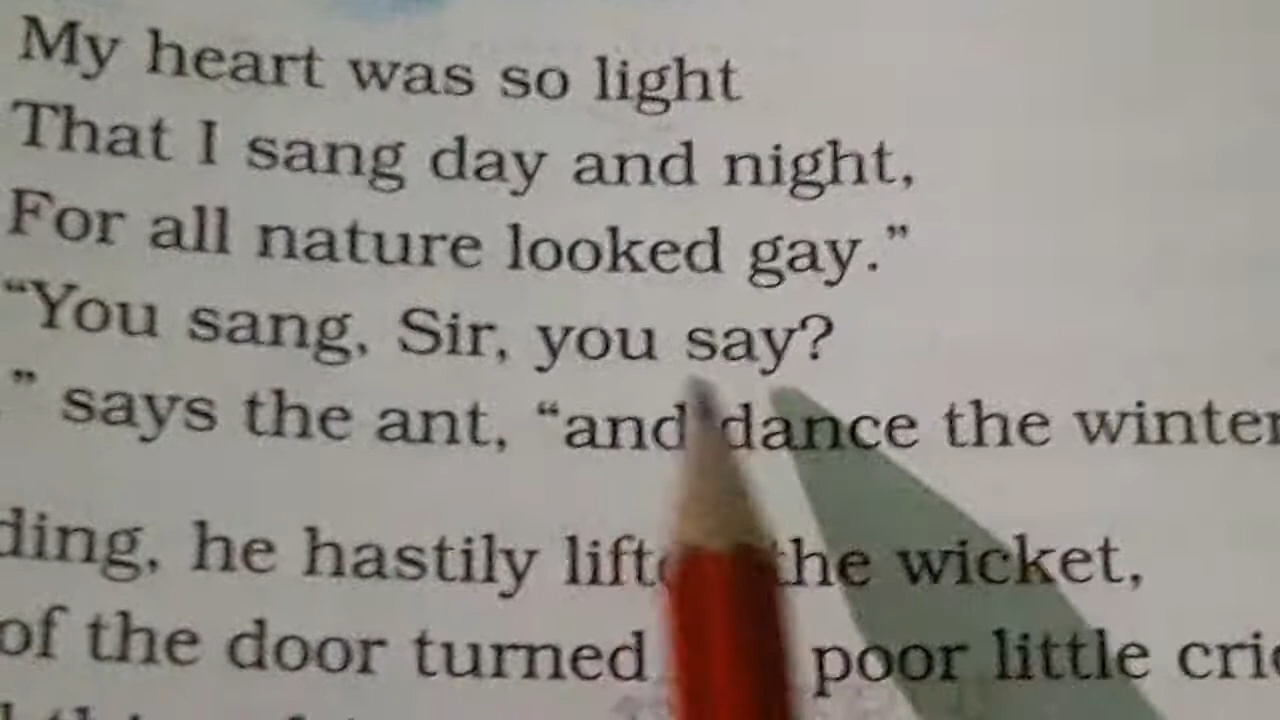 My heart was so light
That I sang day and night,
For all nature looked gay.”
“You sang, Sir, you say?
” says the ant, “and dance the winter
ding, he hastily the wicket,
of the door turned poor little